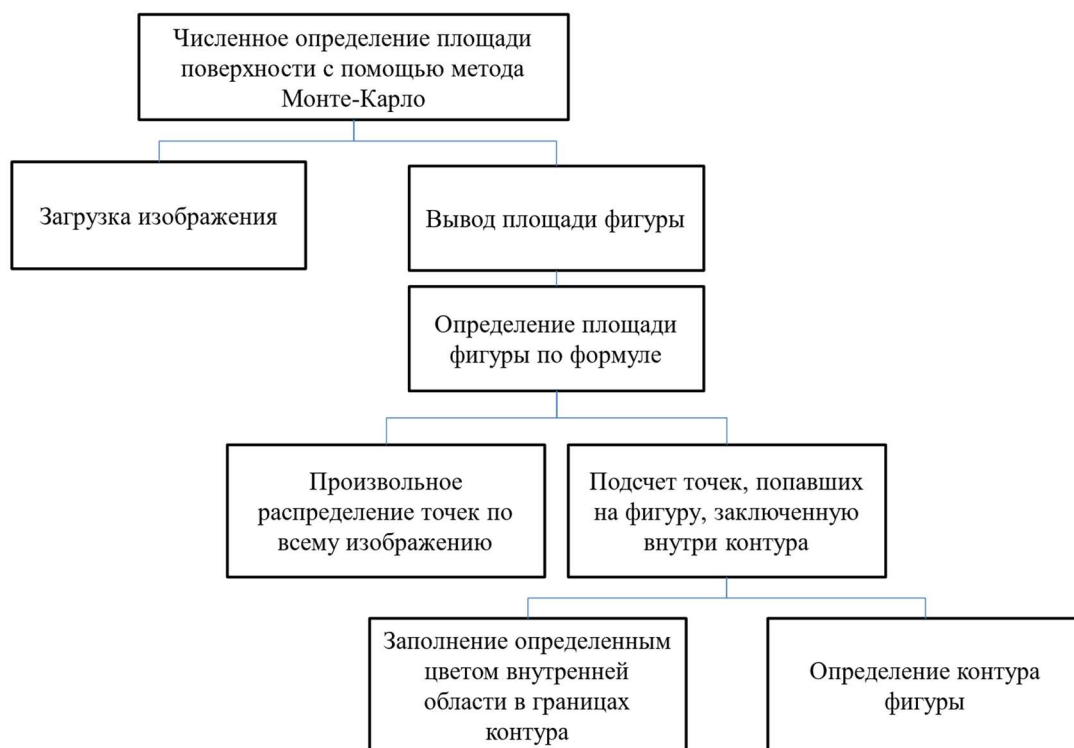 Численное определение площади
поверхности с помощью метода
Монте-Карло
Загрузка изображения
Вывод площади фигуры
Определение площади
фигуры по формуле
Произвольное
распределение точек по
всему изображению
Подсчет точек, попавших
на фигуру, заключенную
внутри контура
Заполнение определенным
цветом внутренней
области в границах
контура
Определение контура
фигуры